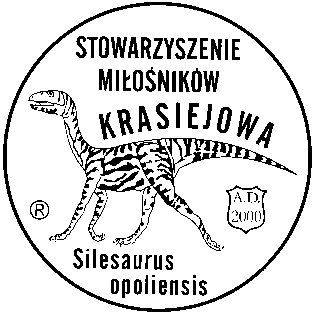 STOWARZYSZENIE
MIŁOŚNIKÓW
KRASIEJOWA
®
A.D.
2000
Silesaurus
opoliensis